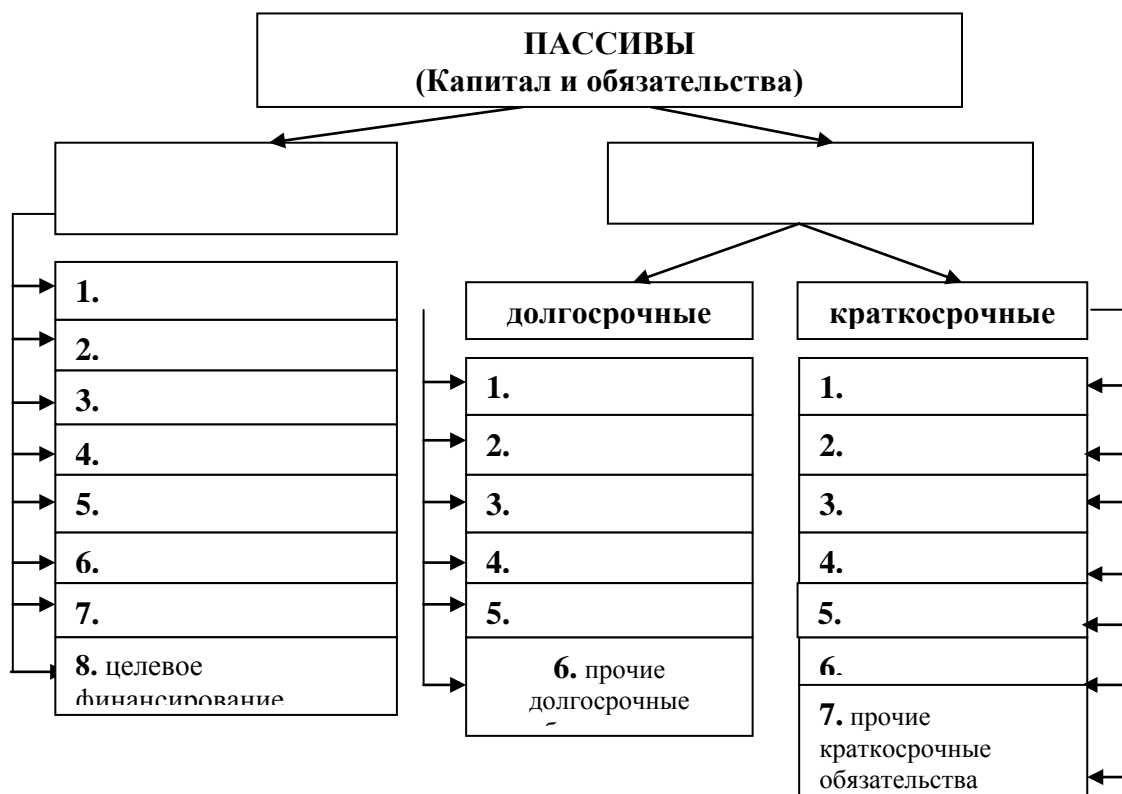 ПАССИВЫ
(Капитал и обязательства)
долгосрочные
краткосрочные
1.
2.
3.
4.
5.
6.
7.
8. целевое
финансирование
1.
2.
3.
4.
5.
6. прочие
долгосрочные
1.
2.
3.
4.
5.
6.
7. прочие
краткосрочные
обязательства